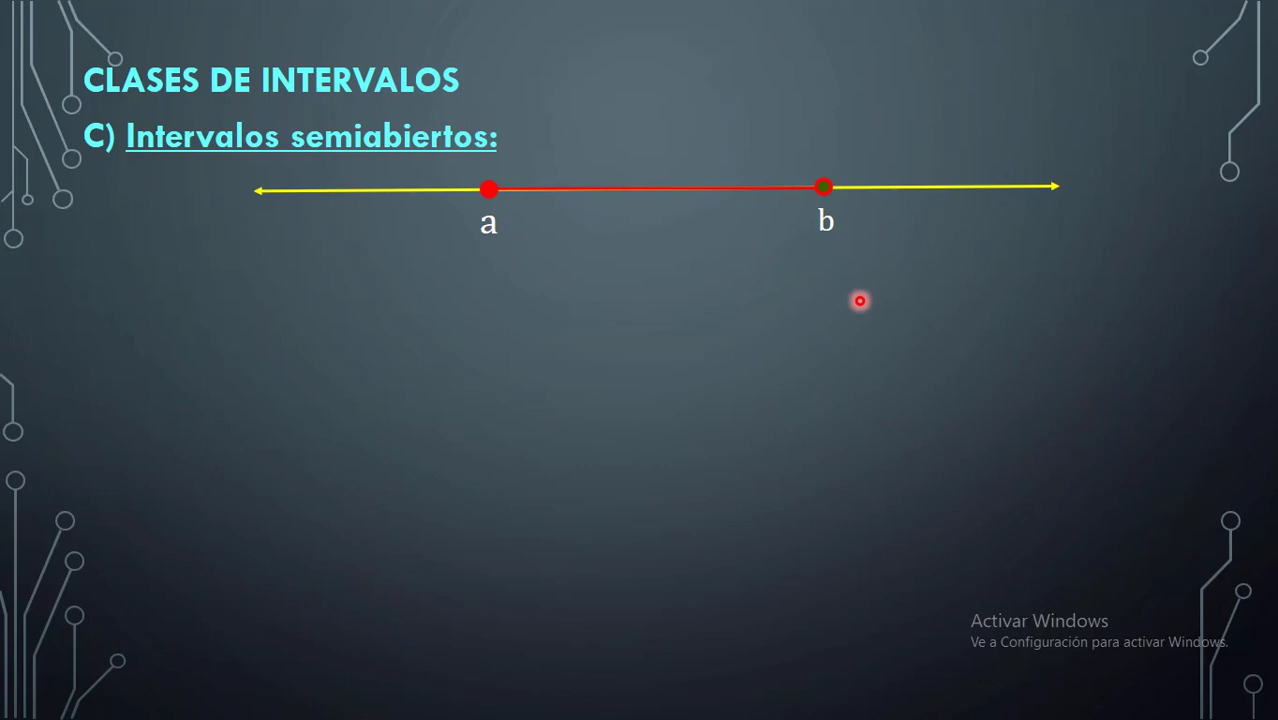 CLASES DE INTERVALOS
C) Intervalos semiabiertos:
a
b
Activar Windows
Ve a Configuración para activar Windows.